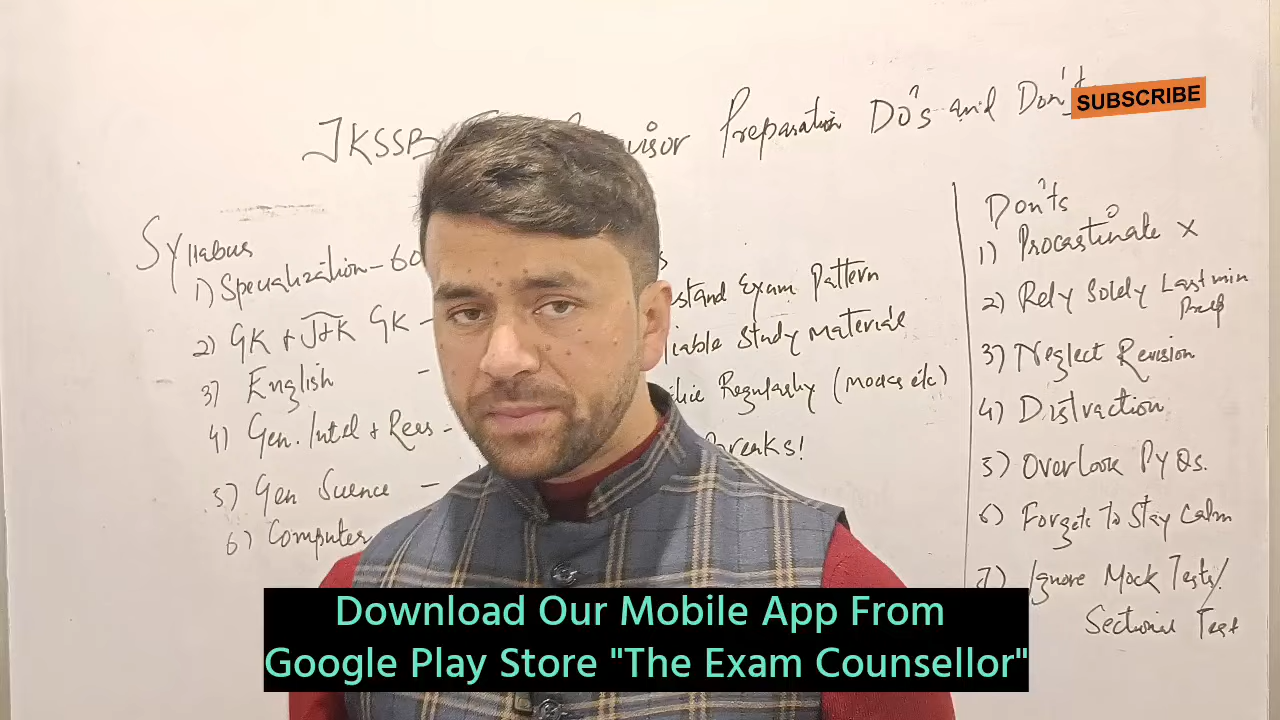 JKSSB visor Preparation Do's and Don't
SUBSCRIBE
Syllabus
1) Specialization - 60
2) GK + J+K GK -
3) English -
4) Gen. Intel + Reas -
5) Gen Science -
6) Computer
s
stand Exam Pattern
liable Study Material
Regularly (Mocks etc)
Breaks!
Don'ts
1) Procastinate X
2) Rely Solely Last min
Prep
3) Neglect Revision
4) Distraction
5) Overlook PYQs.
6) Forget to Stay Calm
7) Ignore Mock Tests/
Sectional Test
Download Our Mobile App From
Google Play Store "The Exam Counsellor"